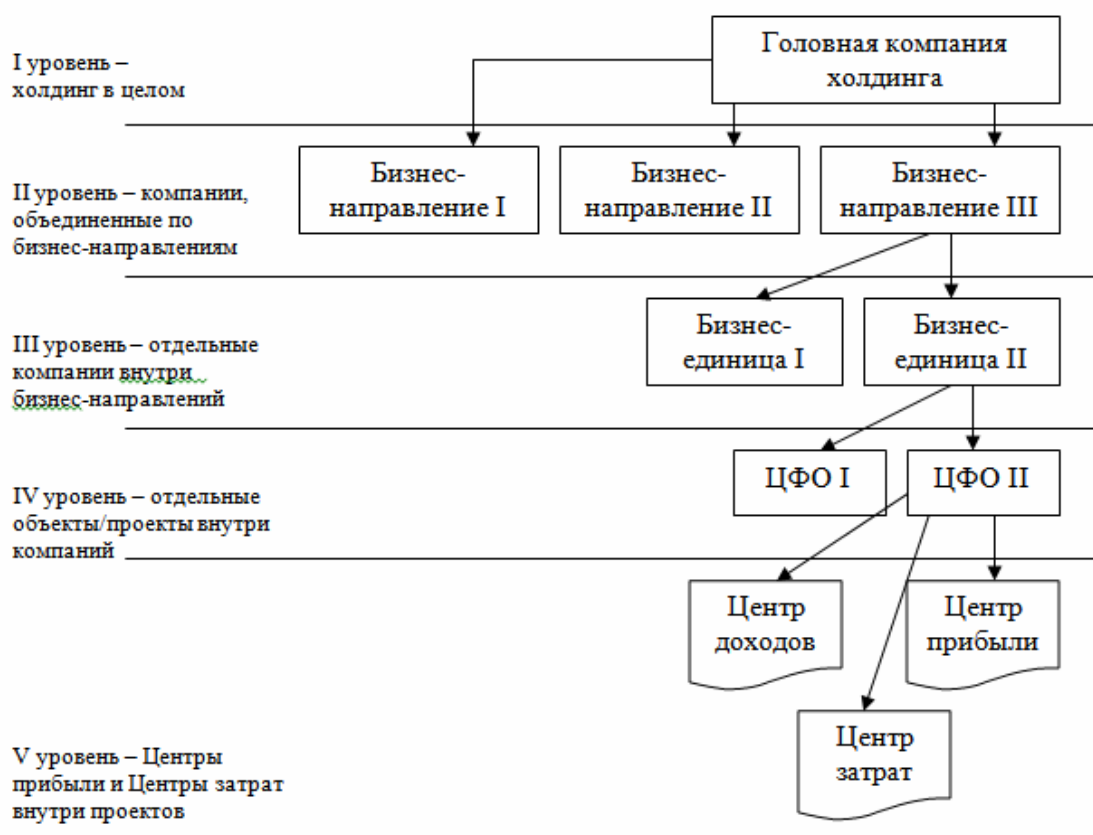 I уровень –
холдинг в целом
Головная компания
холдинга
II уровень – компании,
объединенные по
бизнес-направлениям
Бизнес-
направление I
Бизнес-
направление II
Бизнес-
направление III
III уровень – отдельные
компании внутри
бизнес-направлений
Бизнес-
единица I
Бизнес-
единица II
IV уровень – отдельные
объекты/проекты внутри
компаний
ЦФО I
ЦФО II
Центр
доходов
Центр
прибыли
V уровень – Центры
прибыли и Центры затрат
внутри проектов
Центр
затрат